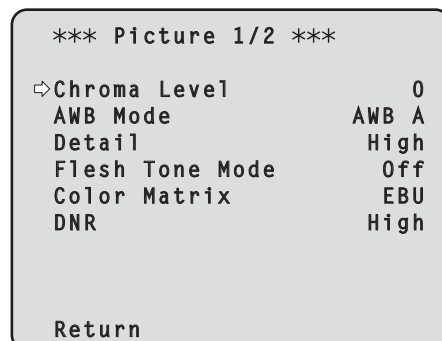 *** Picture 1/2 ***
⇨Chroma Level 0
AWB Mode AWB A
Detail High
Flesh Tone Mode Off
Color Matrix EBU
DNR High
Return